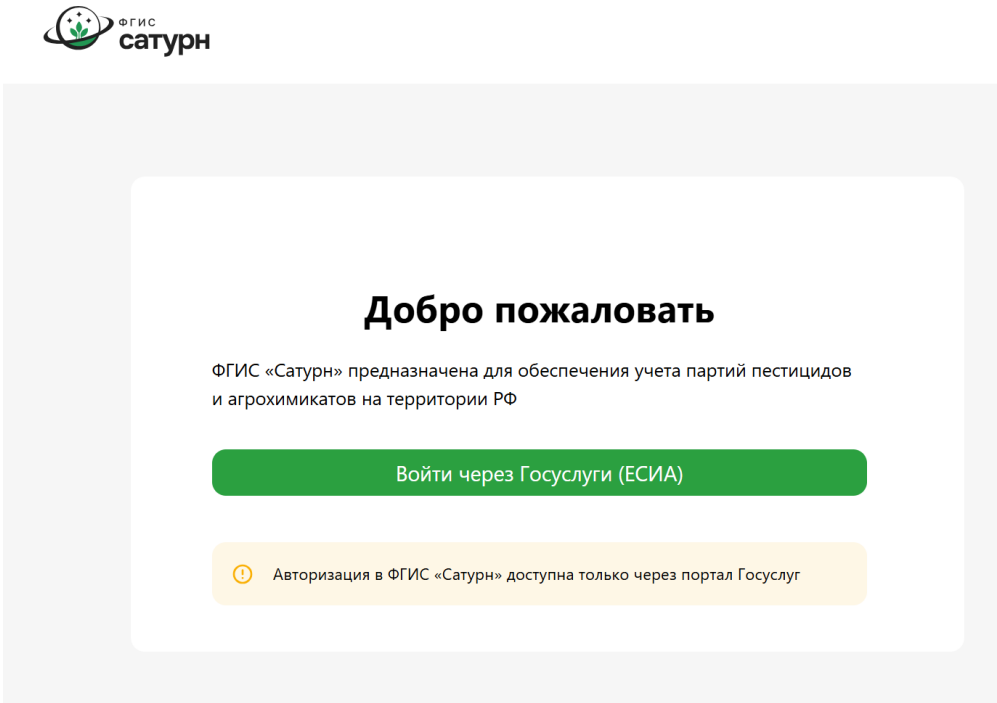 ФГИС
сатурн
Добро пожаловать
ФГИС «Сатурн» предназначена для обеспечения учета партий пестицидов
и агрохимикатов на территории РФ
Войти через Госуслуги (ЕСИА)
Авторизация в ФГИС «Сатурн» доступна только через портал Госуслуг